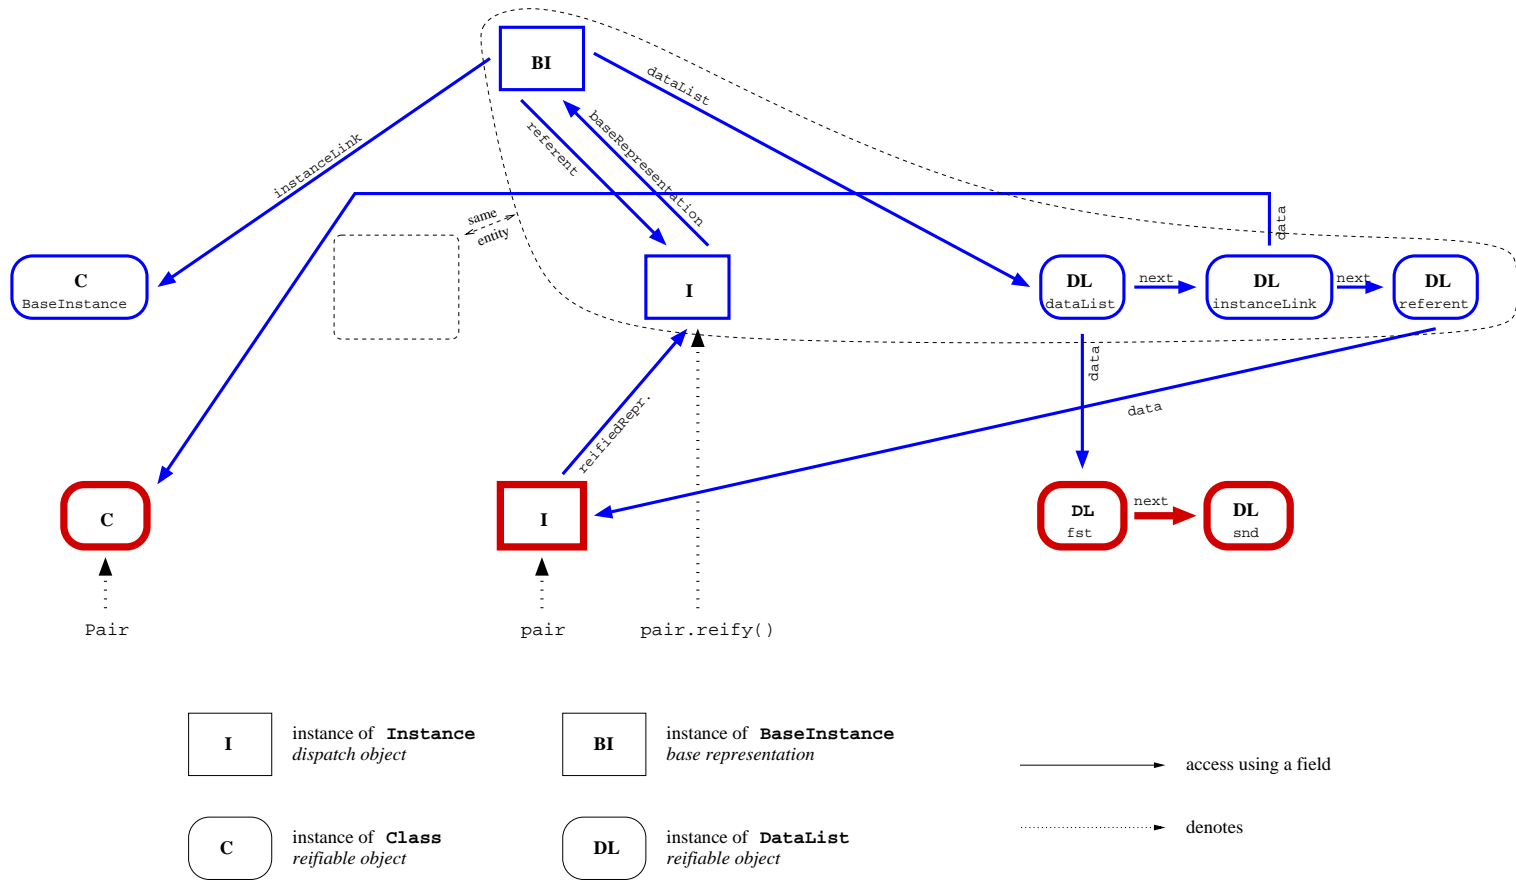 BI
dataList
baseRepresentation
referent
instanceLink
same
entity
data
C
BaseInstance
I
DL
dataList
next
DL
instanceLink
next
DL
referent
data
data
reifiedRepr.
C
I
DL
fst
next
DL
snd
Pair
pair
pair.reify()
I
instance of Instance
dispatch object
BI
instance of BaseInstance
base representation
access using a field
C
instance of Class
reifiable object
DL
instance of DataList
reifiable object
denotes